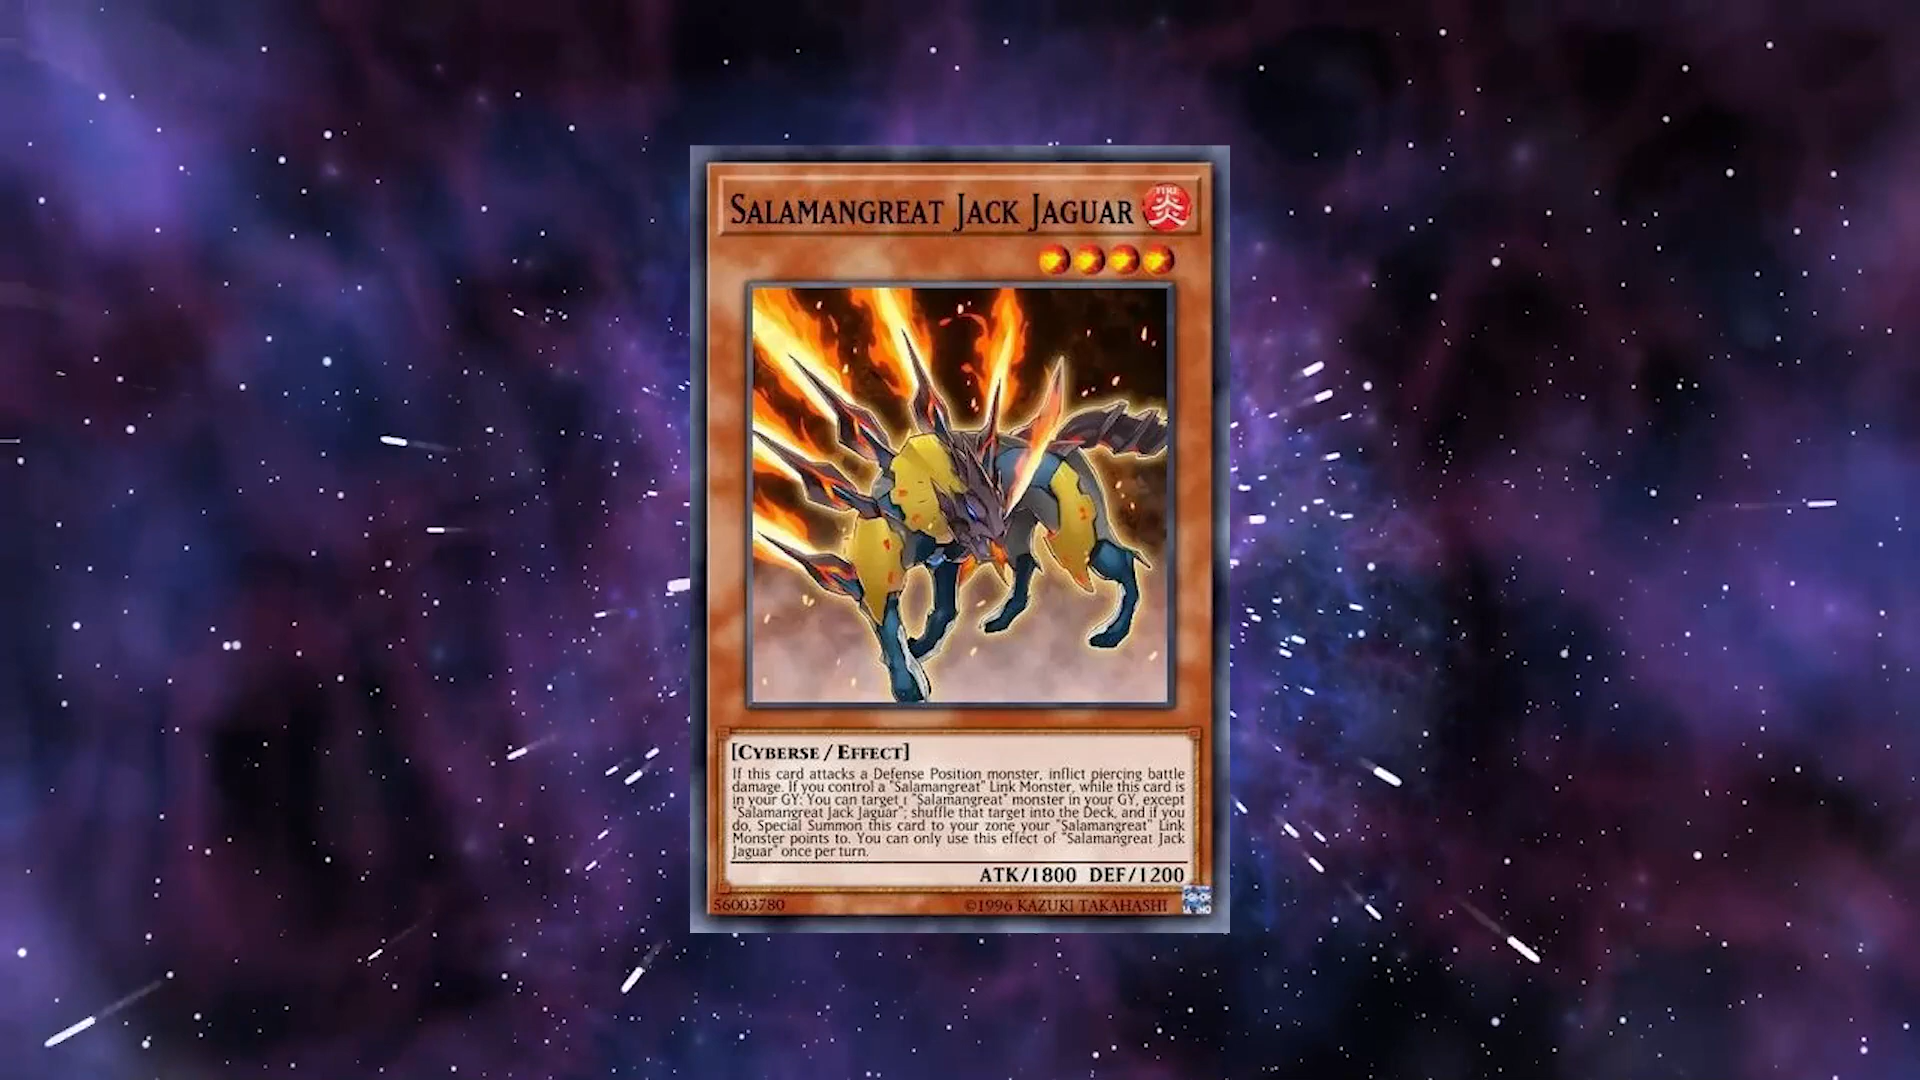 SALAMANGREAT JACK JAGUAR
FIRE
炎
[CYBERSE / EFFECT]
If this card attacks a Defense Position monster, inflict piercing battle
damage. If you control a "Salamangreat" Link Monster, while this card is
in your GY: You can target 1 "Salamangreat" monster in your GY, except
"Salamangreat Jack Jaguar"; shuffle that target into the Deck, and if you
do, Special Summon this card to your zone your "Salamangreat" Link
Monster points to. You can only use this effect of "Salamangreat Jack
Jaguar" once per turn.
ATK/1800 DEF/1200
56003780
©1996 KAZUKI TAKAHASHI